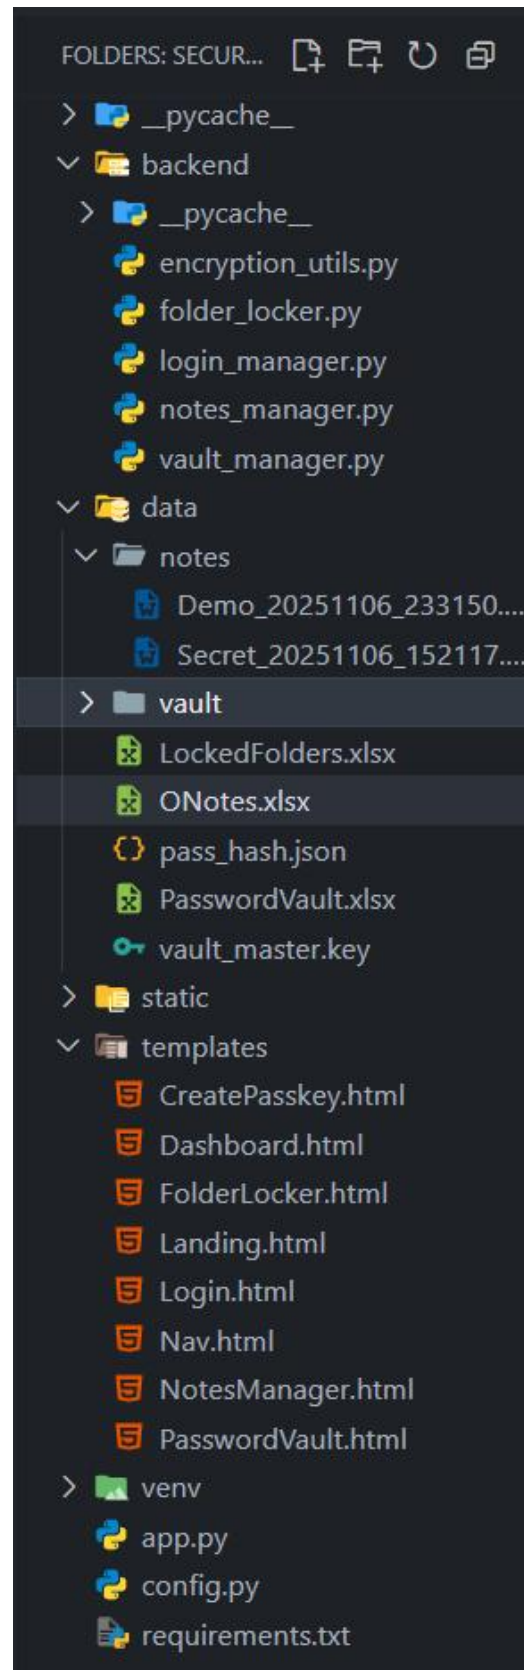 FOLDERS: SECUR...
__pycache__
backend
__pycache__
encryption_utils.py
folder_locker.py
login_manager.py
notes_manager.py
vault_manager.py
data
notes
Demo_20251106_233150....
Secret_20251106_152117....
vault
LockedFolders.xlsx
ONotes.xlsx
pass_hash.json
PasswordVault.xlsx
vault_master.key
static
templates
CreatePasskey.html
Dashboard.html
FolderLocker.html
Landing.html
Login.html
Nav.html
NotesManager.html
PasswordVault.html
venv
app.py
config.py
requirements.txt